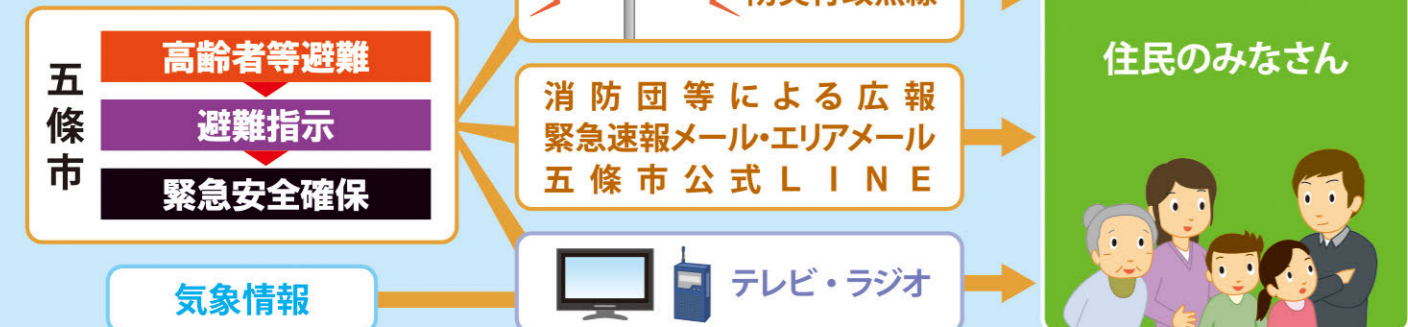 五條市
高齢者等避難
避難指示
緊急安全確保
気象情報
消防団等による広報
緊急速報メール・エリアメール
五條市公式LINE
テレビ・ラジオ
住民のみなさん